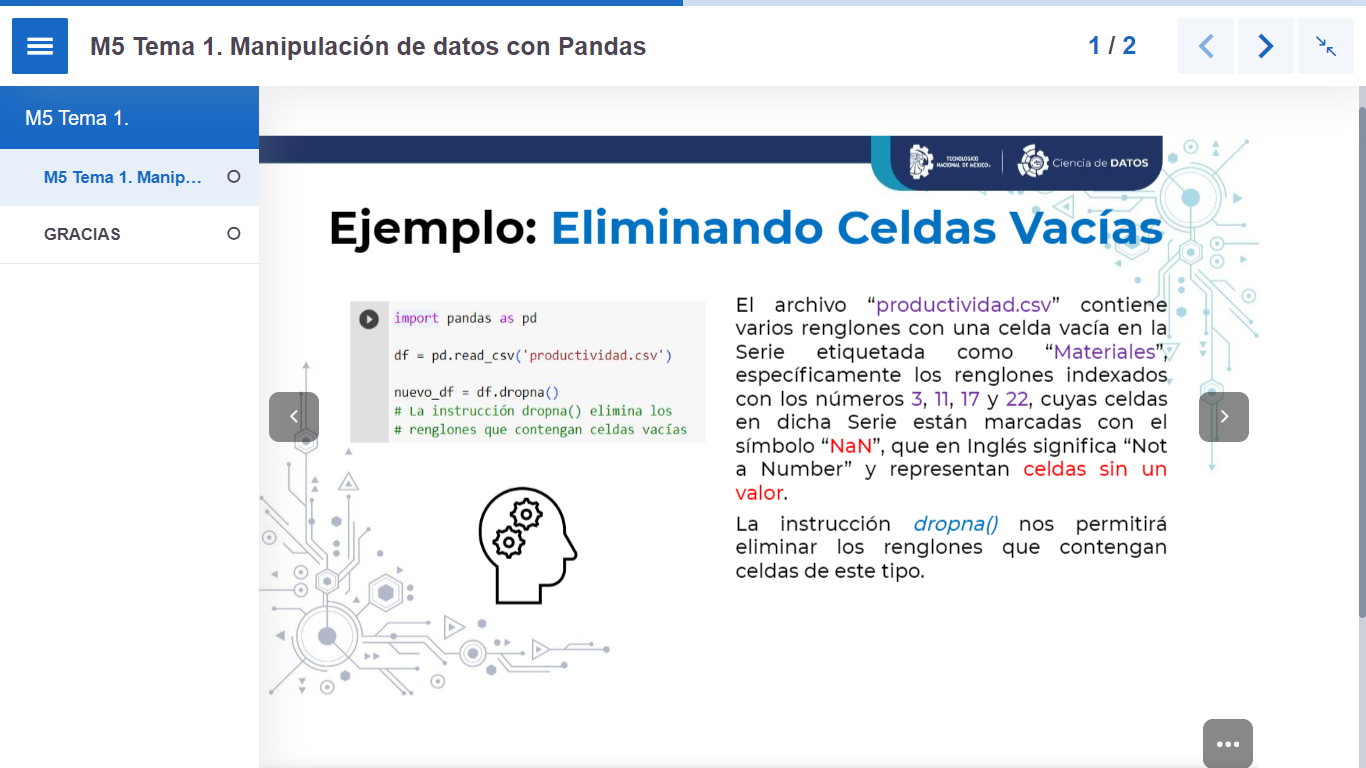 M5 Tema 1. Manipulación de datos con Pandas
1 / 2
M5 Tema 1.
M5 Tema 1. Manip...
GRACIAS
TECNOLÓGICO
NACIONAL DE MÉXICO
Ciencia de DATOS
Ejemplo: Eliminando Celdas Vacías
import pandas as pd
df = pd.read_csv('productividad.csv')
nuevo_df = df.dropna()
# La instrucción dropna() elimina los
# renglones que contengan celdas vacías
El archivo “productividad.csv” contiene
varios renglones con una celda vacía en la
Serie etiquetada como “Materiales”,
específicamente los renglones indexados
con los números 3, 11, 17 y 22, cuyas celdas
en dicha Serie están marcadas con el
símbolo “NaN”, que en Inglés significa “Not
a Number” y representan celdas sin un
valor.
La instrucción dropna() nos permitirá
eliminar los renglones que contengan
celdas de este tipo.